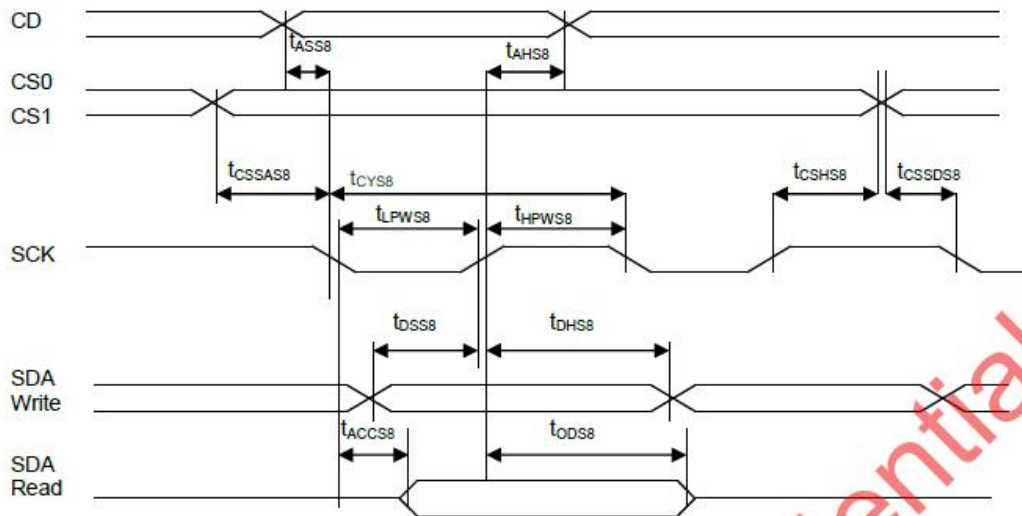 CD
tASS8
tAHS8
CS0
CS1
tCSSAS8
tCYS8
tCSHS8
tCSSDS8
tLPWS8
tHPWS8
SCK
tDSS8
tDHS8
SDA
Write
tACCS8
tODS8
SDA
Read
ential